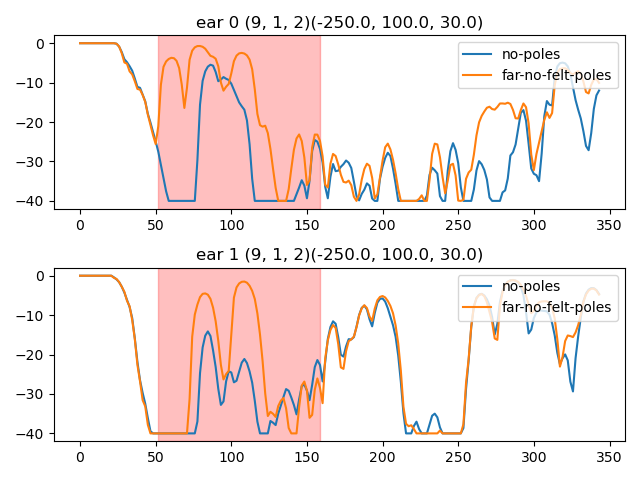 ear 0 (9, 1, 2)(-250.0, 100.0, 30.0)
0
−10
−20
−30
−40
no-poles
far-no-felt-poles
0 50 100 150 200 250 300 350
ear 1 (9, 1, 2)(-250.0, 100.0, 30.0)
0
−10
−20
−30
−40
no-poles
far-no-felt-poles
0 50 100 150 200 250 300 350